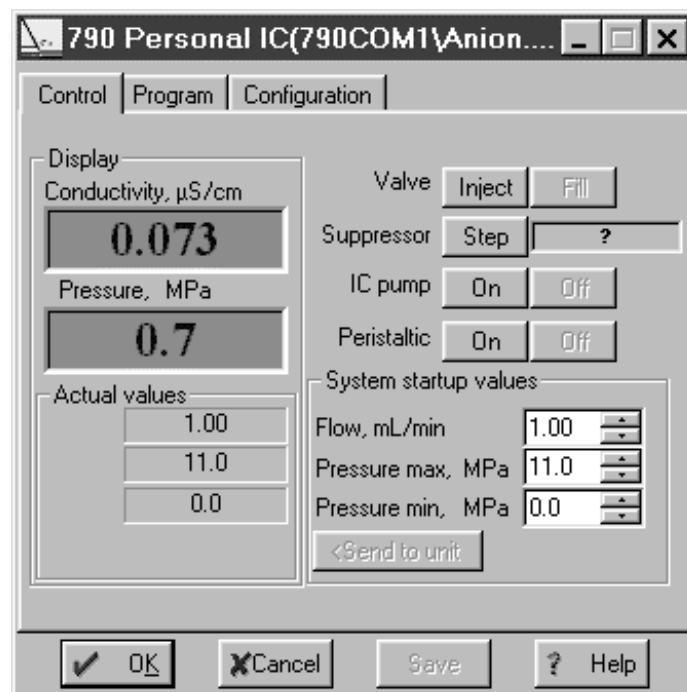 790 Personal IC(790COM1\Anion....
Control Program Configuration
Display
Conductivity, µS/cm
0.073
Pressure, MPa
0.7
Actual values
1.00
11.0
0.0
Valve Inject Fill
Suppressor Step ?
IC pump On Off
Peristaltic On Off
System startup values
Flow, mL/min 1.00
Pressure max, MPa 11.0
Pressure min, MPa 0.0
<Send to unit
OK Cancel Save ? Help